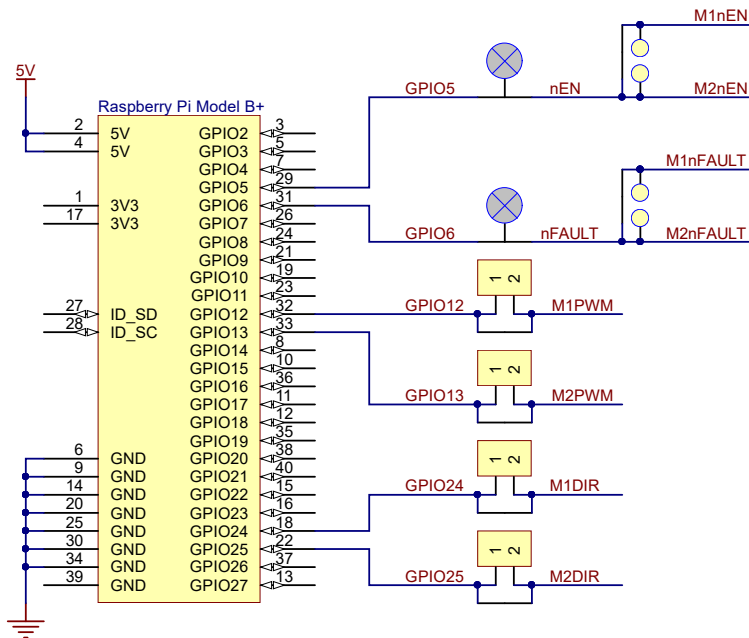 M1nEN
5V
GPIO5 nEN M2nEN
Raspberry Pi Model B+
2 5V GPIO2 3
4 5V GPIO3 5
GPIO4 7
GPIO5 29
M1nFAULT
1 3V3 GPIO6 31
17 3V3 GPIO7 26
GPIO6 nFAULT M2nFAULT
GPIO8 24
GPIO9 21
GPIO10 19
1 2
GPIO11 23
27 ID_SD GPIO12 32 GPIO12 M1PWM
28 ID_SC GPIO13 33
GPIO14 8
GPIO15 10
1 2
GPIO16 36
GPIO17 11 GPIO13 M2PWM
GPIO18 12
GPIO19 35
6 GND GPIO20 38
1 2
9 GND GPIO21 40
14 GND GPIO22 15 GPIO24 M1DIR
20 GND GPIO23 16
25 GND GPIO24 18
30 GND GPIO25 22
1 2
34 GND GPIO26 37
39 GND GPIO27 13 GPIO25 M2DIR